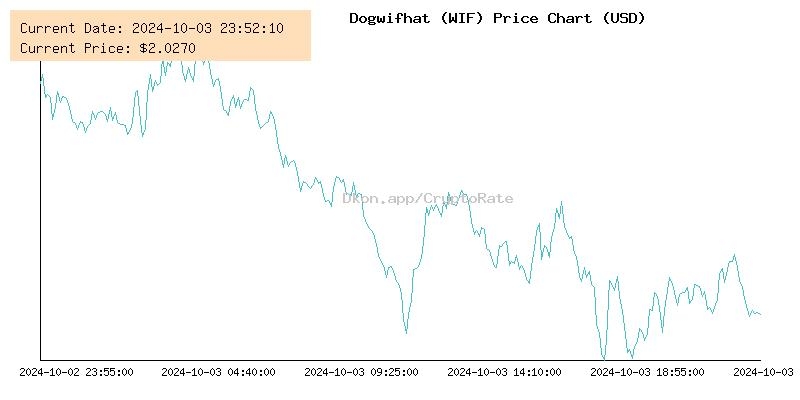 Dogwifhat (WIF) Price Chart (USD)
Current Date: 2024-10-03 23:52:10
Current Price: $2.0270
Dkon.app/CryptoRate
2024-10-02 23:55:00 2024-10-03 04:40:00 2024-10-03 09:25:00 2024-10-03 14:10:00 2024-10-03 18:55:00 2024-10-03